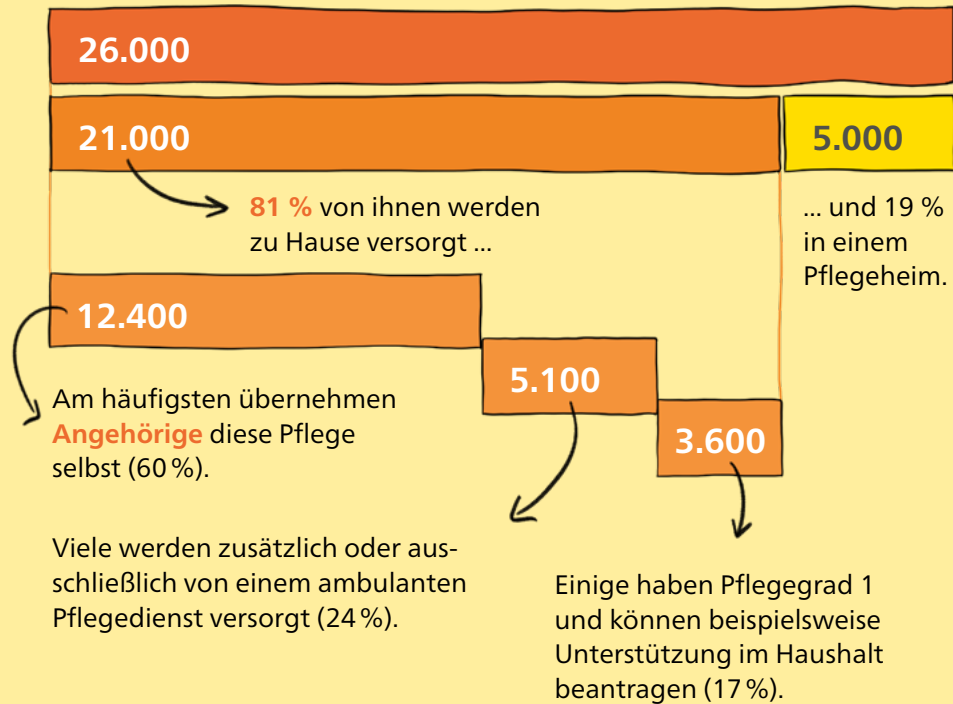 26.000
21.000
5.000
81 % von ihnen werden
zu Hause versorgt ...
... und 19 %
in einem
Pflegeheim.
12.400
Am häufigsten übernehmen
Angehörige diese Pflege
selbst (60 %).
5.100
3.600
Viele werden zusätzlich oder aus-
schließlich von einem ambulanten
Pflegedienst versorgt (24 %).
Einige haben Pflegegrad 1
und können beispielsweise
Unterstützung im Haushalt
beantragen (17 %).